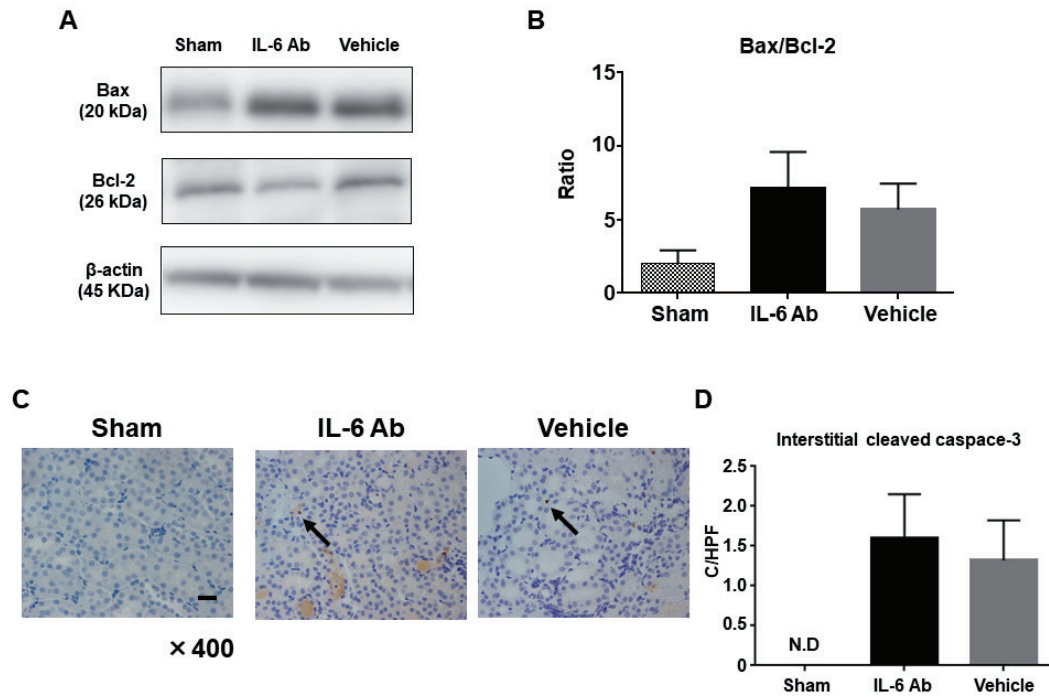 A
Sham IL-6 Ab Vehicle
Bax
(20 kDa)
Bcl-2
(26 kDa)
β-actin
(45 KDa)
B
Bax/Bcl-2
15
10
5
0
Ratio
Sham IL-6 Ab Vehicle
C
Sham IL-6 Ab Vehicle
× 400
D
Interstitial cleaved caspace-3
2.5
2.0
1.5
1.0
0.5
0
C/HPF
N.D
Sham IL-6 Ab Vehicle